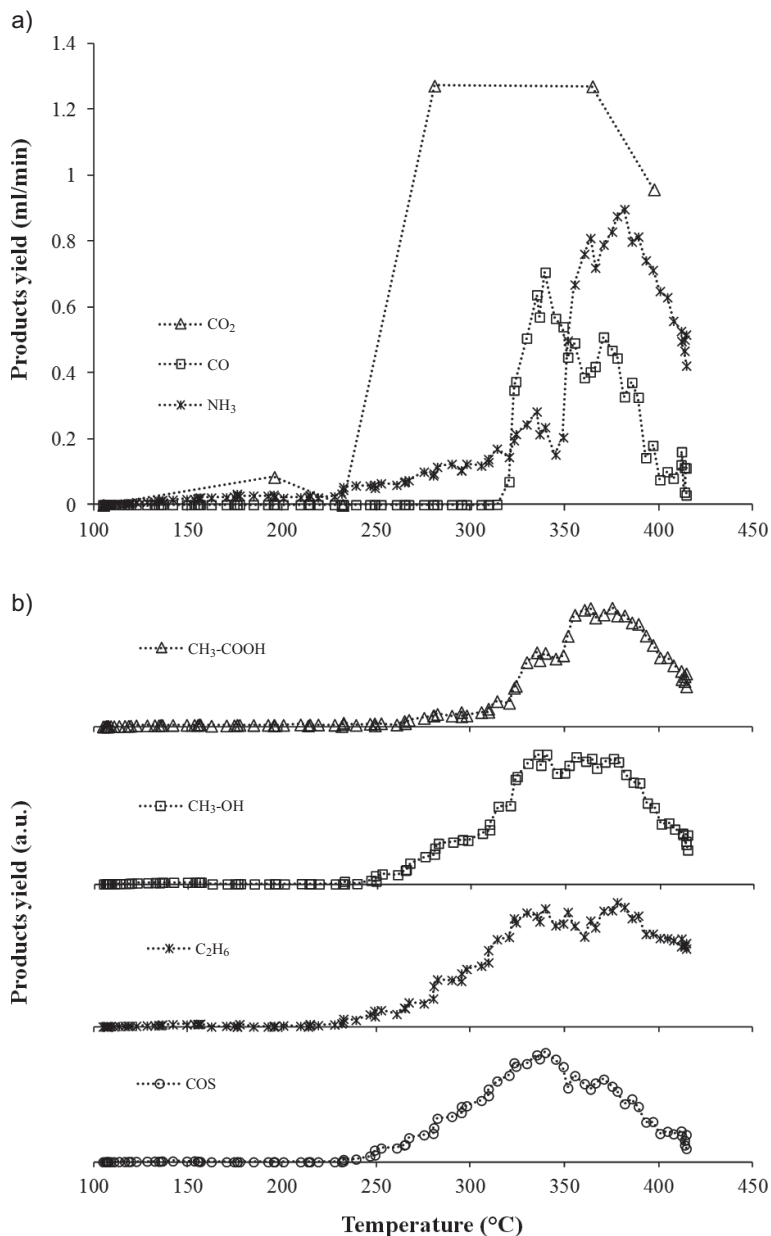 a)
1.4
1.2
1
0.8
0.6
0.4
0.2
0
Products yield (ml/min)
CO₂
CO
NH₃
100 150 200 250 300 350 400 450
b)
CH₃-COOH
CH₃-OH
C₂H₆
COS
Products yield (a.u.)
100 150 200 250 300 350 400 450
Temperature (°C)